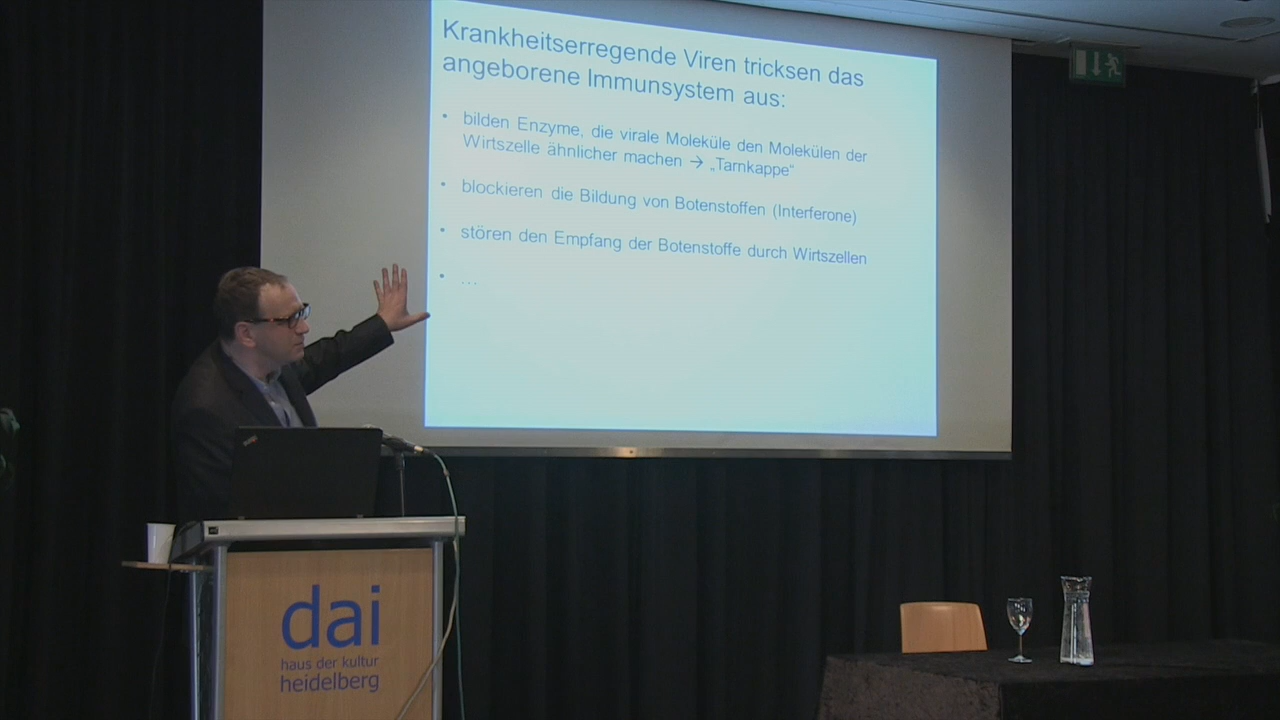 Krankheitserregende Viren tricksen das
angeborene Immunsystem aus:
• bilden Enzyme, die virale Moleküle den Molekülen der
Wirtszelle ähnlicher machen → „Tarnkappe“
• blockieren die Bildung von Botenstoffen (Interferone)
• stören den Empfang der Botenstoffe durch Wirtszellen
• …
dai
haus der kultur
heidelberg